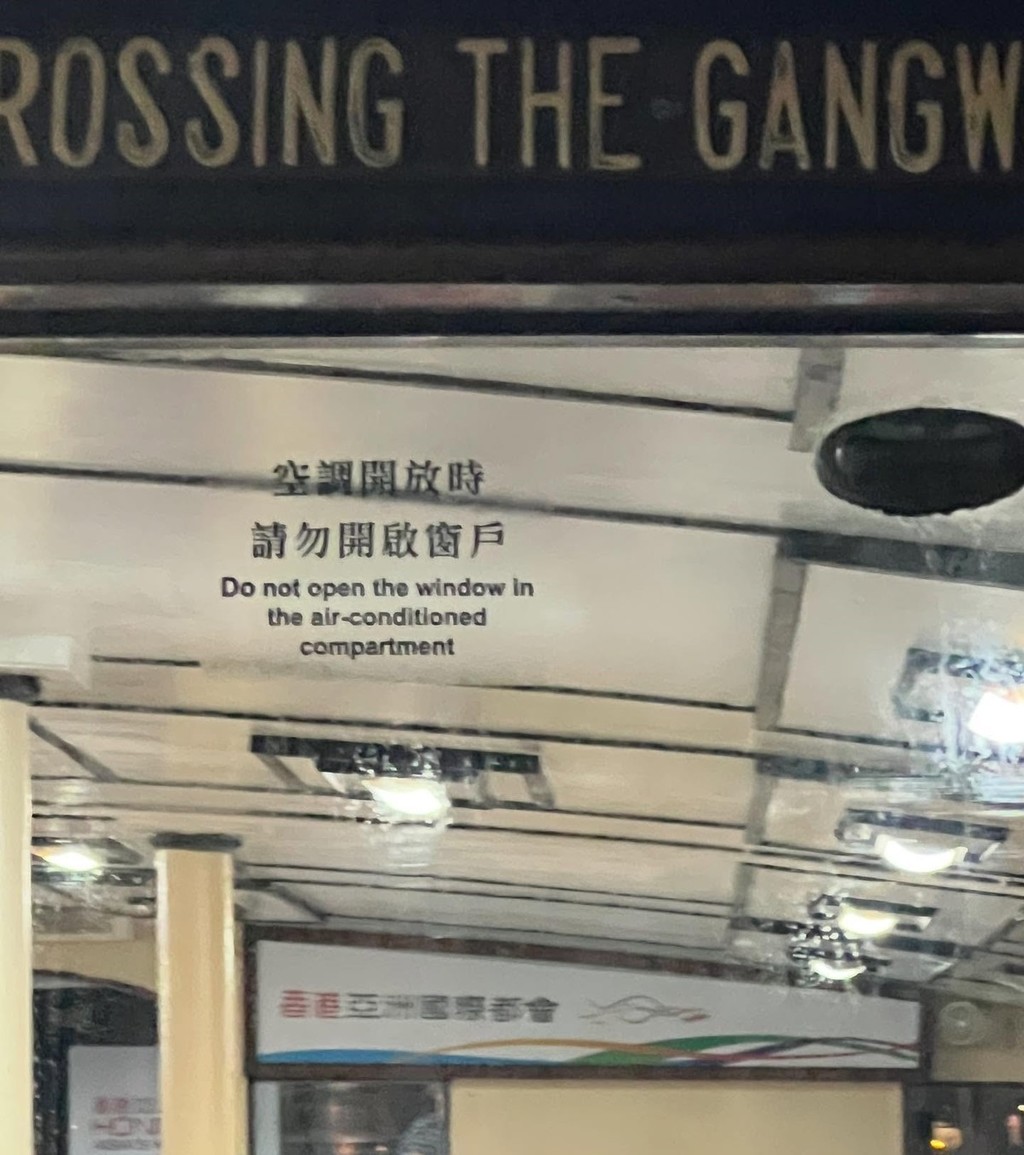 ROSSING THE GANGW
空調開放時
請勿開啟窗戶
Do not open the window in
the air-conditioned
compartment
香港亞洲國際都會